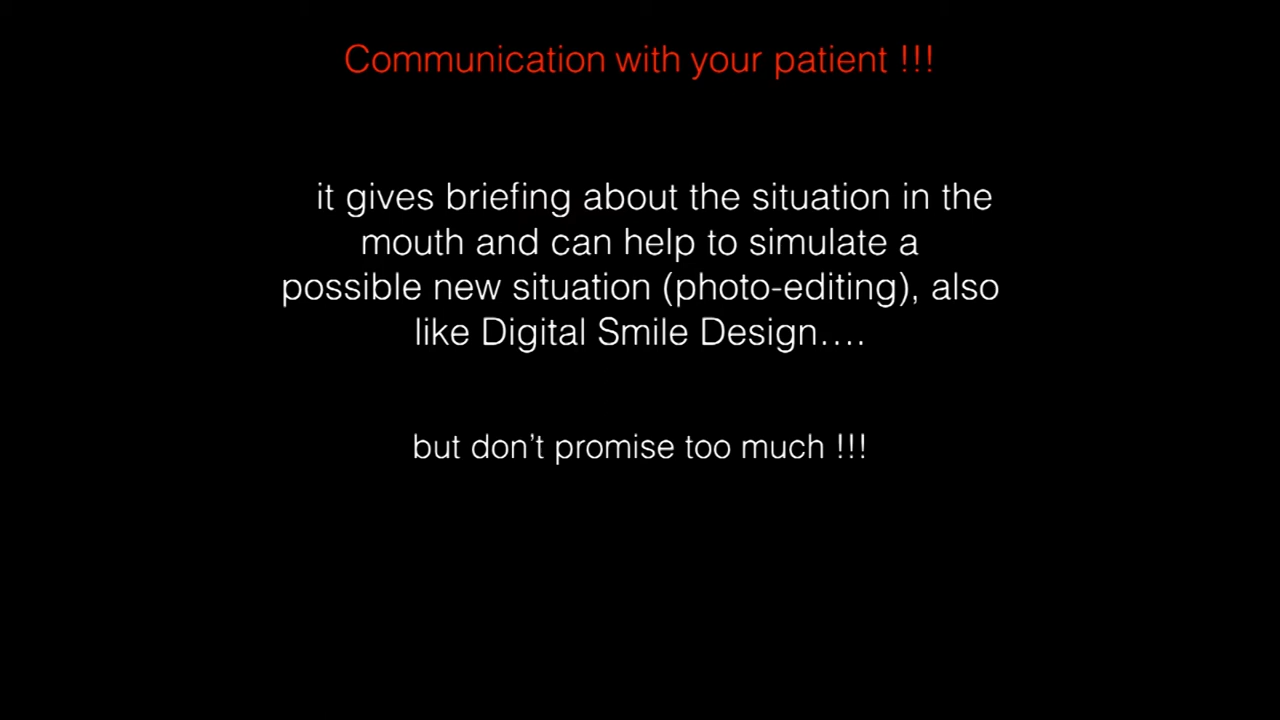 Communication with your patient !!!
it gives briefing about the situation in the
mouth and can help to simulate a
possible new situation (photo-editing), also
like Digital Smile Design....
but don’t promise too much !!!